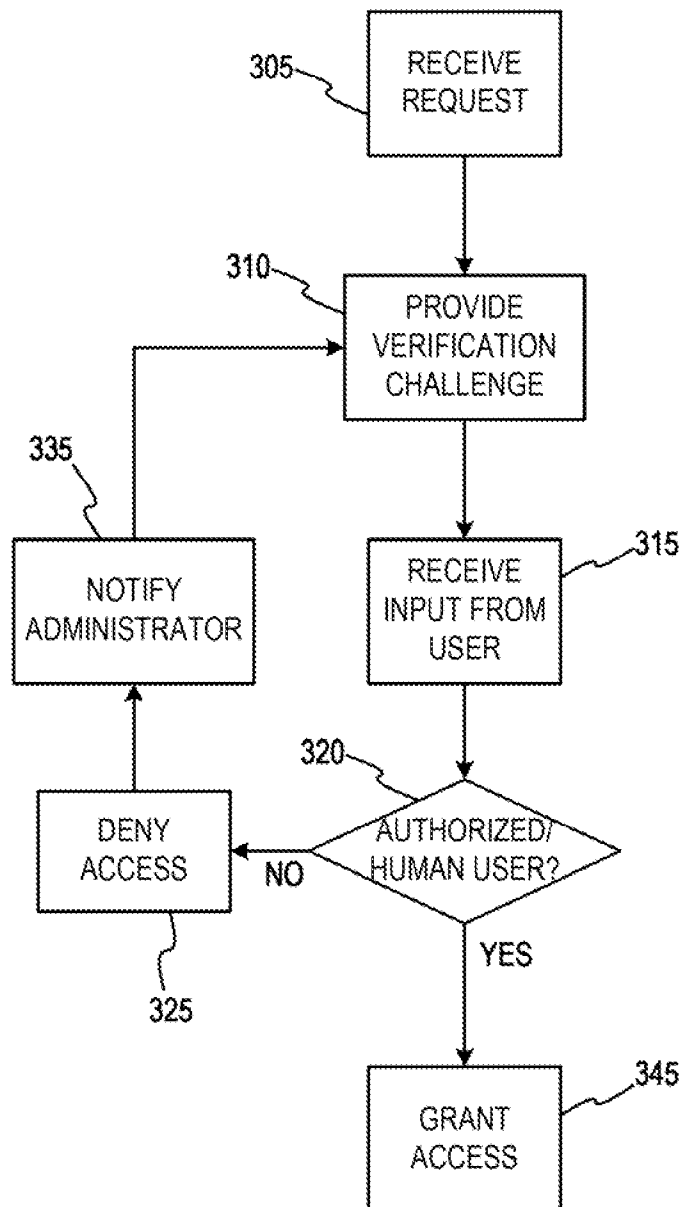 305
RECEIVE
REQUEST
310
PROVIDE
VERIFICATION
CHALLENGE
335
NOTIFY
ADMINISTRATOR
315
RECEIVE
INPUT FROM
USER
320
AUTHORIZED/
HUMAN USER?
DENY
ACCESS
NO
325
YES
345
GRANT
ACCESS